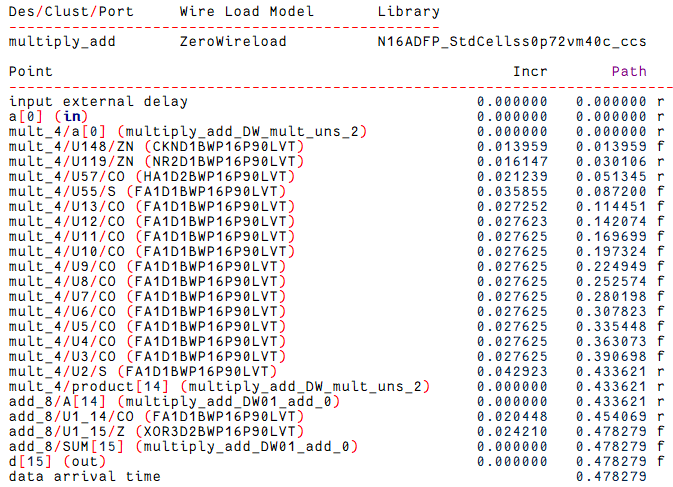 Des/Clust/Port     Wire Load Model       Library
------------------------------------------------
multiply_add       ZeroWireload          N16ADFP_StdCellss0p72vm40c_ccs
Point                                                   Incr       Path
-----------------------------------------------------------------------------
input external delay                                0.000000   0.000000 r
a[0] (in)                                           0.000000   0.000000 r
mult_4/a[0] (multiply_add_DW_mult_uns_2)            0.000000   0.000000 r
mult_4/U148/ZN (CKND1BWP16P90LVT)                   0.013959   0.013959 f
mult_4/U119/ZN (NR2D1BWP16P90LVT)                   0.016147   0.030106 r
mult_4/U57/CO (HA1D2BWP16P90LVT)                    0.021239   0.051345 r
mult_4/U55/S (FA1D1BWP16P90LVT)                     0.035855   0.087200 f
mult_4/U13/CO (FA1D1BWP16P90LVT)                    0.027252   0.114451 f
mult_4/U12/CO (FA1D1BWP16P90LVT)                    0.027623   0.142074 f
mult_4/U11/CO (FA1D1BWP16P90LVT)                    0.027625   0.169699 f
mult_4/U10/CO (FA1D1BWP16P90LVT)                    0.027625   0.197324 f
mult_4/U9/CO (FA1D1BWP16P90LVT)                     0.027625   0.224949 f
mult_4/U8/CO (FA1D1BWP16P90LVT)                     0.027625   0.252574 f
mult_4/U7/CO (FA1D1BWP16P90LVT)                     0.027625   0.280198 f
mult_4/U6/CO (FA1D1BWP16P90LVT)                     0.027625   0.307823 f
mult_4/U5/CO (FA1D1BWP16P90LVT)                     0.027625   0.335448 f
mult_4/U4/CO (FA1D1BWP16P90LVT)                     0.027625   0.363073 f
mult_4/U3/CO (FA1D1BWP16P90LVT)                     0.027625   0.390698 f
mult_4/U2/S (FA1D1BWP16P90LVT)                      0.042923   0.433621 r
mult_4/product[14] (multiply_add_DW_mult_uns_2)     0.000000   0.433621 r
add_8/A[14] (multiply_add_DW01_add_0)               0.000000   0.433621 r
add_8/U1_14/CO (FA1D1BWP16P90LVT)                   0.020448   0.454069 r
add_8/U1_15/Z (XOR3D2BWP16P90LVT)                   0.024210   0.478279 f
add_8/SUM[15] (multiply_add_DW01_add_0)             0.000000   0.478279 f
d[15] (out)                                         0.000000   0.478279 f
data arrival time                                              0.478279